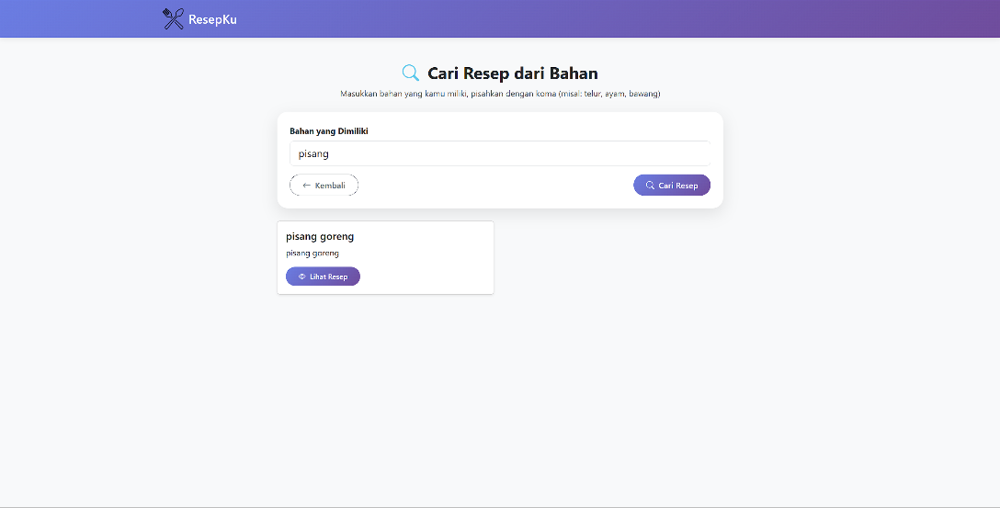 ResepKu
Cari Resep dari Bahan
Masukkan bahan yang kamu miliki, pisahkan dengan koma (misal: telur, ayam, bawang)
Bahan yang Dimiliki
pisang
Kembali
Cari Resep
pisang goreng
pisang goreng
Lihat Resep